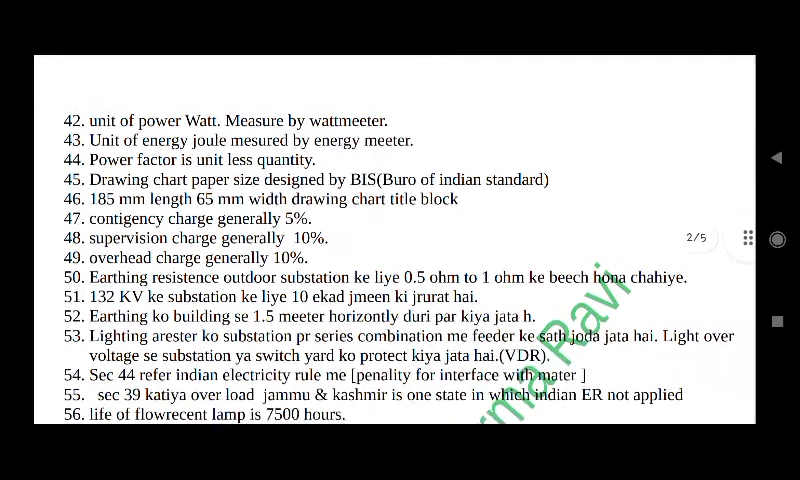 42. unit of power Watt. Measure by wattmeeter.
43. Unit of energy joule mesured by energy meeter.
44. Power factor is unit less quantity.
45. Drawing chart paper size designed by BIS(Buro of indian standard)
46. 185 mm length 65 mm width drawing chart title block
47. contigency charge generally 5%.
48. supervision charge generally 10%.
2/5
49. overhead charge generally 10%.
50. Earthing resistence outdoor substation ke liye 0.5 ohm to 1 ohm ke beech hona chahiye.
51. 132 KV ke substation ke liye 10 ekad jmeen ki jrurat hai.
52. Earthing ko building se 1.5 meeter horizontly duri par kiya jata h.
53. Lighting arester ko substation pr series combination me feeder ke sath joda jata hai. Light over
voltage se substation ya switch yard ko protect kiya jata hai.(VDR).
54. Sec 44 refer indian electricity rule me [penality for interface with mater ]
55. sec 39 katiya over load jammu & kashmir is one state in which indian ER not applied
56. life of flowrecent lamp is 7500 hours.
rma Ravi